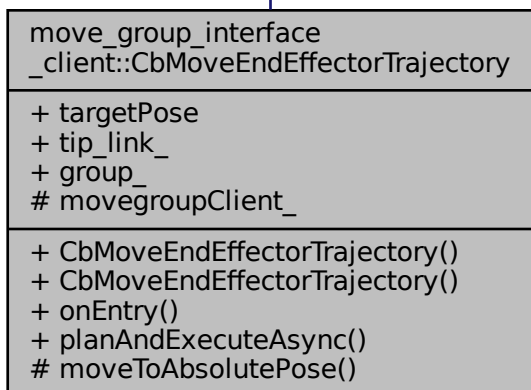 move_group_interface
_client::CbMoveEndEffectorTrajectory
+ targetPose
+ tip_link_
+ group_
# movegroupClient_
+ CbMoveEndEffectorTrajectory()
+ CbMoveEndEffectorTrajectory()
+ onEntry()
+ planAndExecuteAsync()
# moveToAbsolutePose()